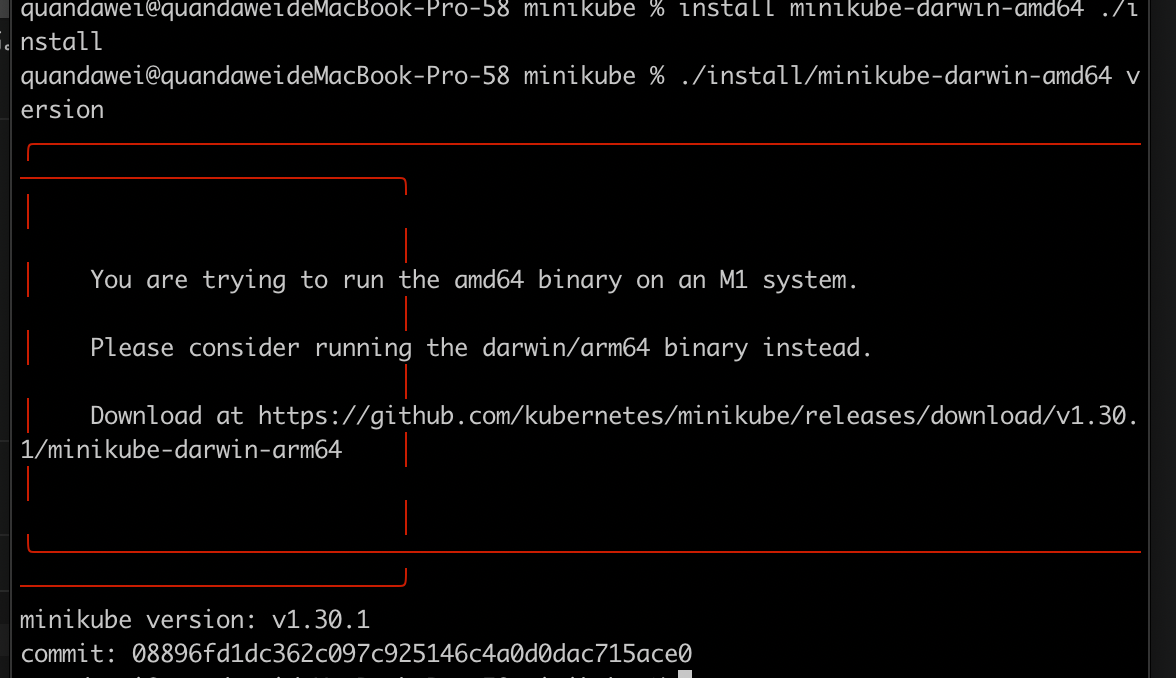 quandawei@quandaweideMacBook-Pro-58 minikube % install minikube-darwin-amd64 ./i
nstall
quandawei@quandaweideMacBook-Pro-58 minikube % ./install/minikube-darwin-amd64 v
ersion
You are trying to run the amd64 binary on an M1 system.
Please consider running the darwin/arm64 binary instead.
Download at https://github.com/kubernetes/minikube/releases/download/v1.30.
1/minikube-darwin-arm64
minikube version: v1.30.1
commit: 08896fd1dc362c097c925146c4a0d0dac715ace0